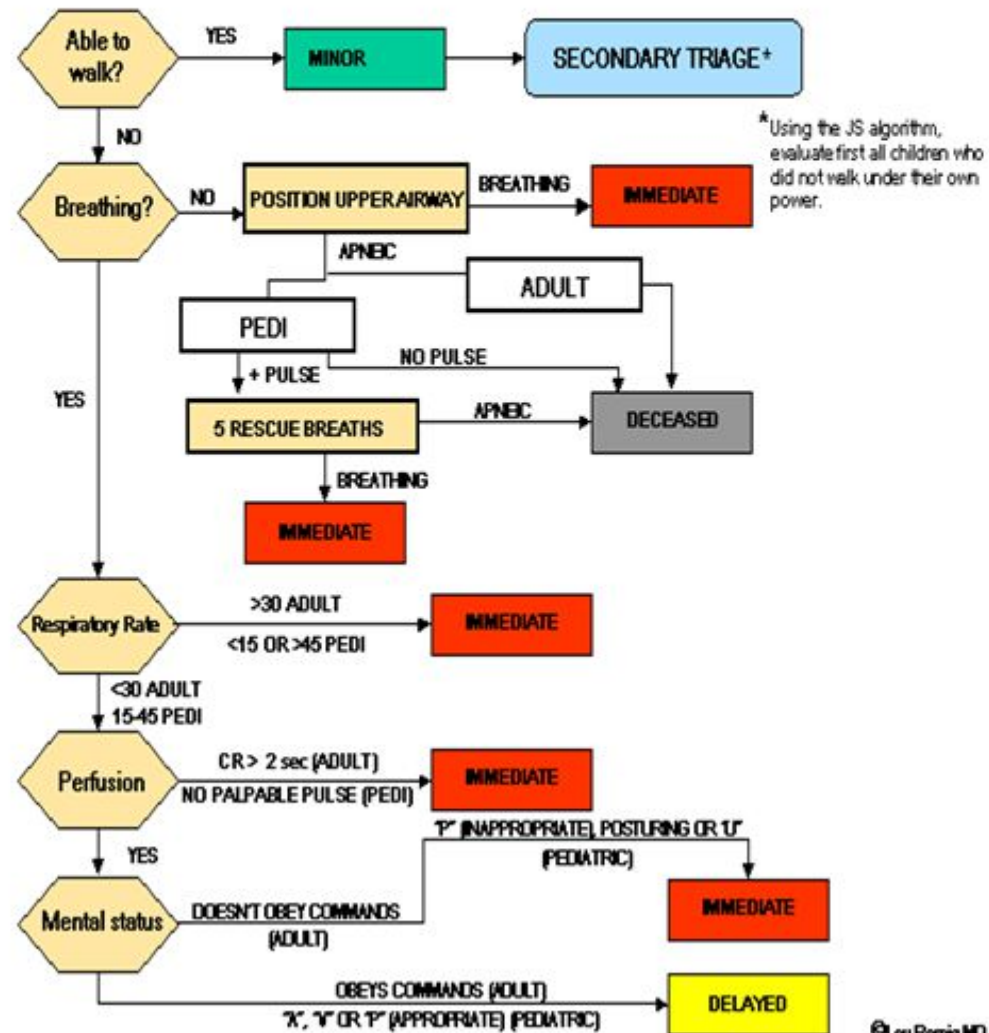 Able to
walk?
YES
MINOR
SECONDARY TRIAGE*
NO
*Using the JS algorithm,
evaluate first all children who
did not walk under their own
power.
Breathing?
NO
POSITION UPPER AIRWAY
BREATHING
IMMEDIATE
APNEIC
ADULT
PEDI
NO PULSE
+ PULSE
YES
5 RESCUE BREATHS
APNEIC
DECEASED
BREATHING
IMMEDIATE
Respiratory Rate
>30 ADULT
<15 OR >45 PEDI
IMMEDIATE
<30 ADULT
15-45 PEDI
Perfusion
CR > 2 sec (ADULT)
NO PALPABLE PULSE (PEDI)
IMMEDIATE
"P" (INAPPROPRIATE), POSTURING OR "U"
(PEDIATRIC)
YES
Mental status
DOESN'T OBEY COMMANDS
(ADULT)
IMMEDIATE
OBEYS COMMANDS (ADULT)
"A", "V" OR "P" (APPROPRIATE) (PEDIATRIC)
DELAYED
©Lou Romig MD